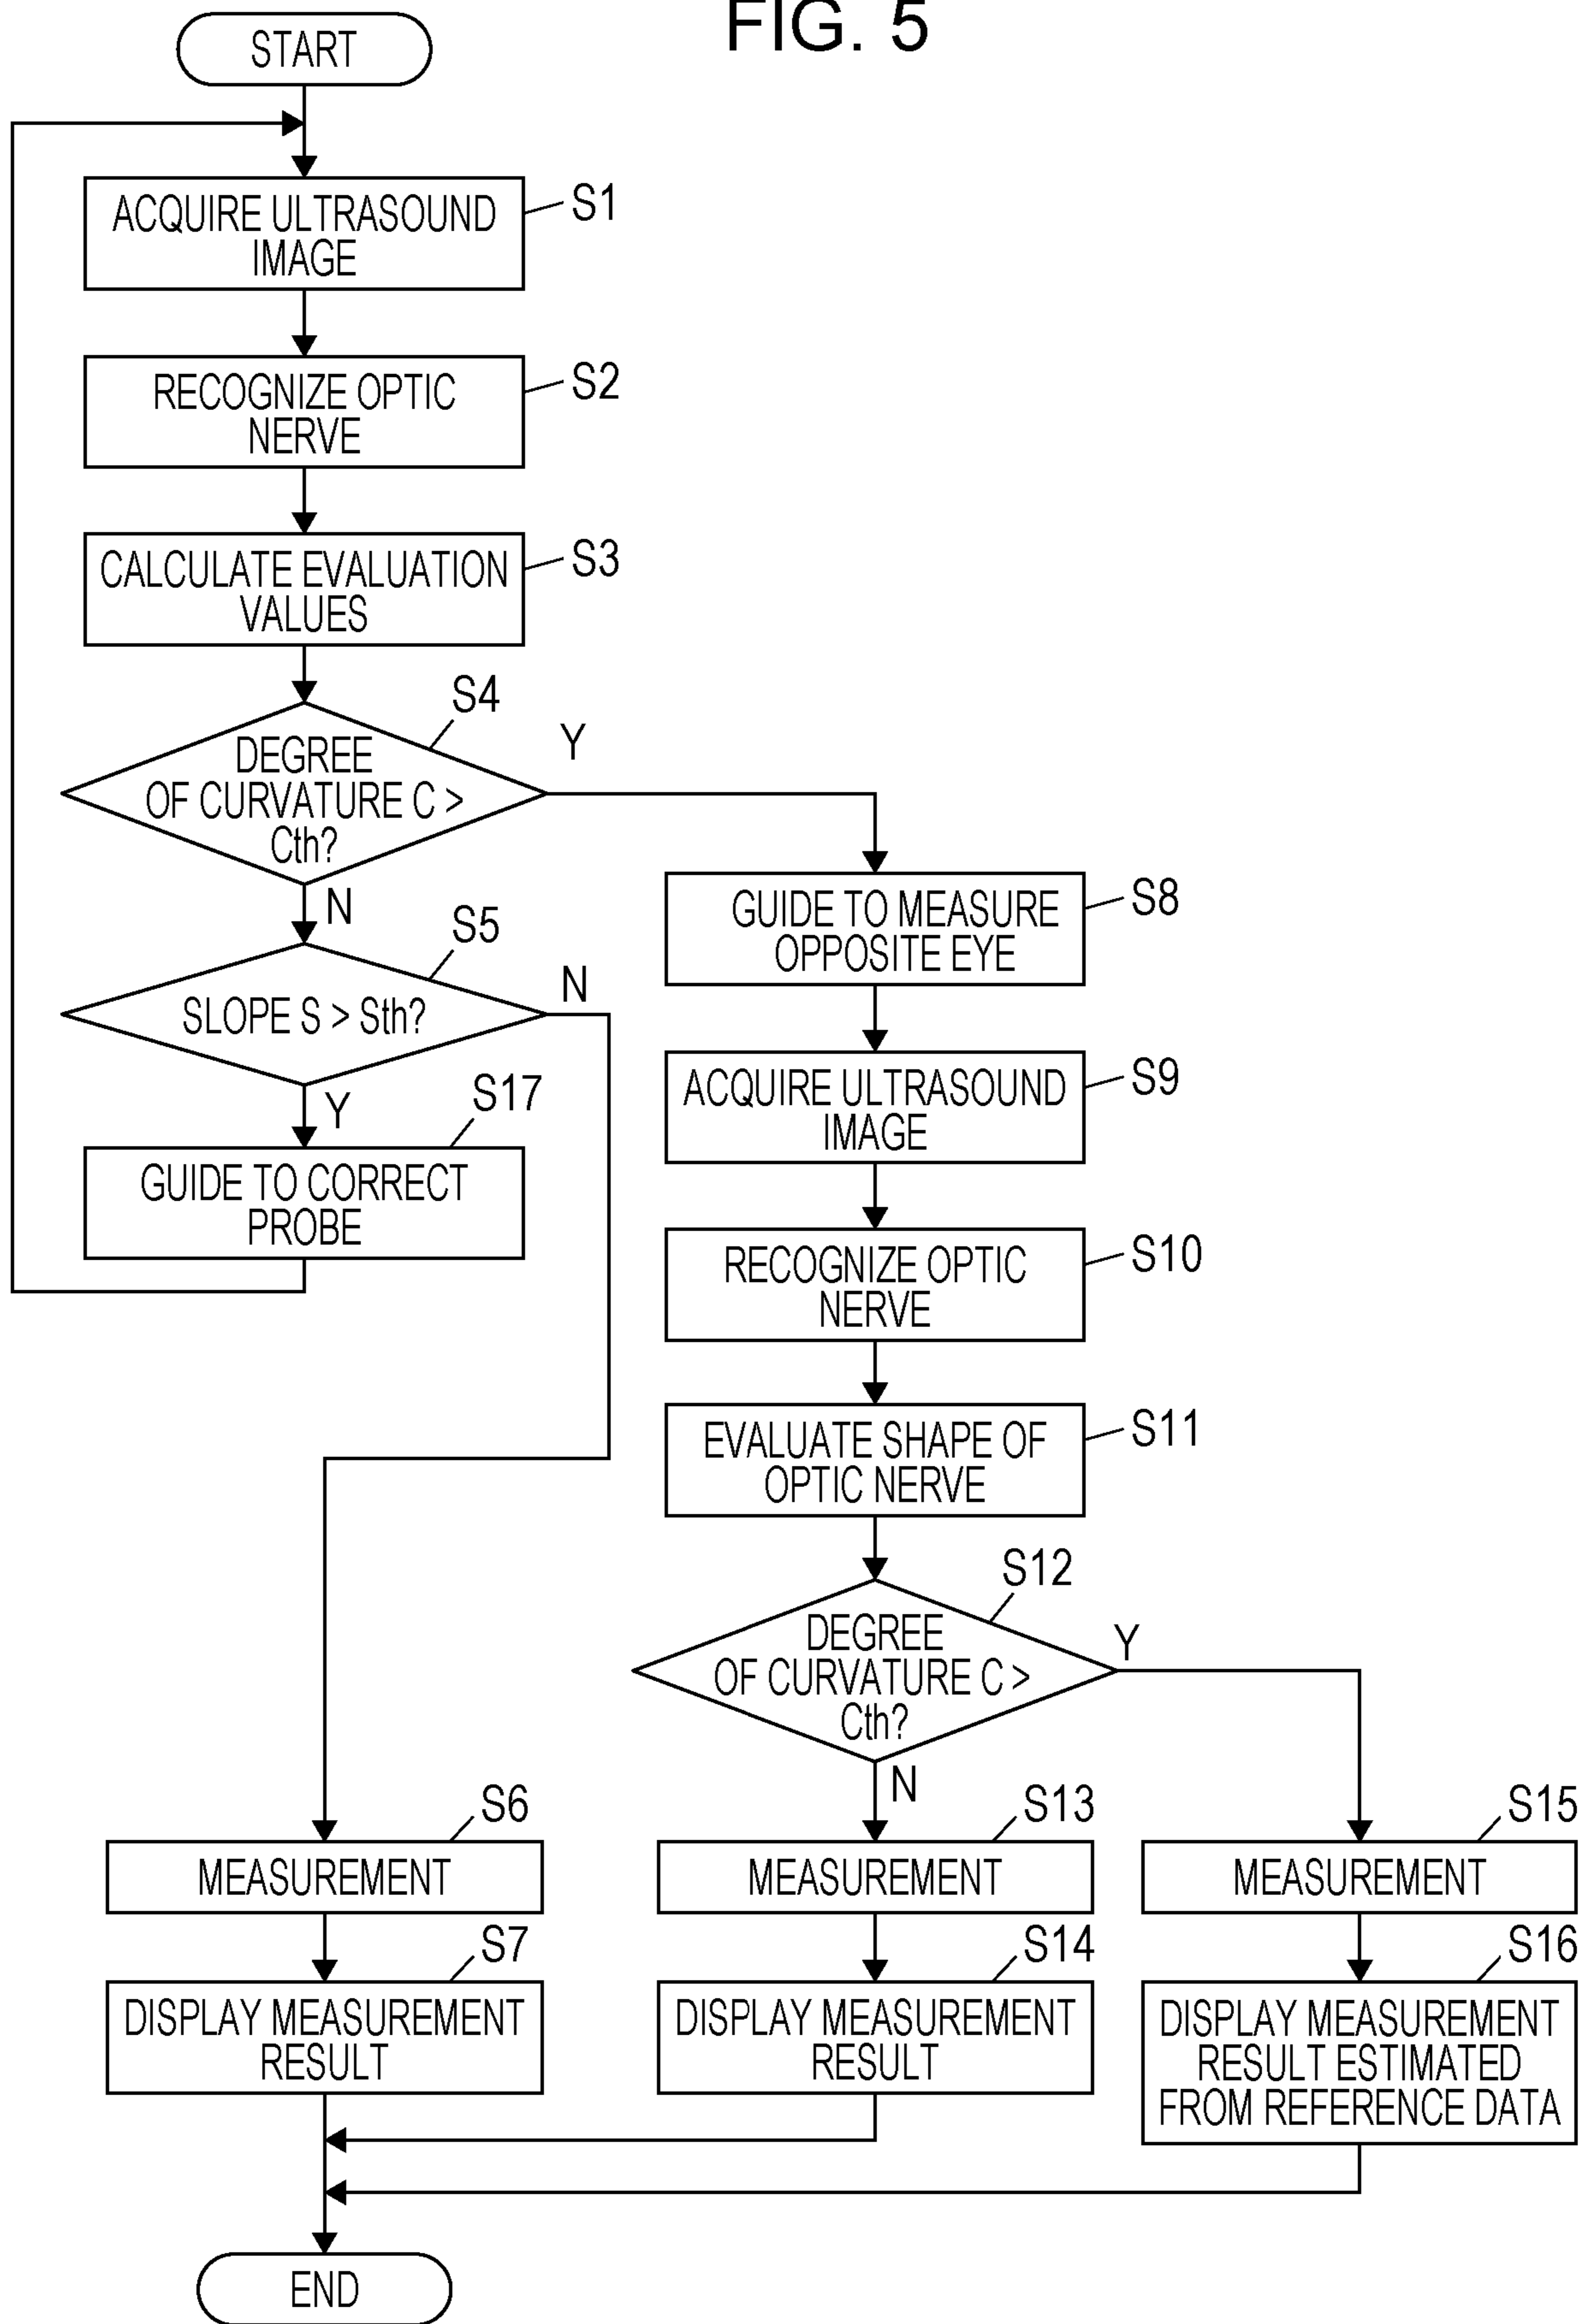 FIG. 5
START
ACQUIRE ULTRASOUND
IMAGE
S1
RECOGNIZE OPTIC
NERVE
S2
CALCULATE EVALUATION
VALUES
S3
S4
DEGREE
OF CURVATURE C >
Cth?
Y
N
S5
SLOPE S > Sth?
N
Y
S17
GUIDE TO CORRECT
PROBE
S8
GUIDE TO MEASURE
OPPOSITE EYE
S9
ACQUIRE ULTRASOUND
IMAGE
S10
RECOGNIZE OPTIC
NERVE
S11
EVALUATE SHAPE OF
OPTIC NERVE
S12
DEGREE
OF CURVATURE C >
Cth?
Y
N
S6
MEASUREMENT
S7
DISPLAY MEASUREMENT
RESULT
S13
MEASUREMENT
S14
DISPLAY MEASUREMENT
RESULT
S15
MEASUREMENT
S16
DISPLAY MEASUREMENT
RESULT ESTIMATED
FROM REFERENCE DATA
END